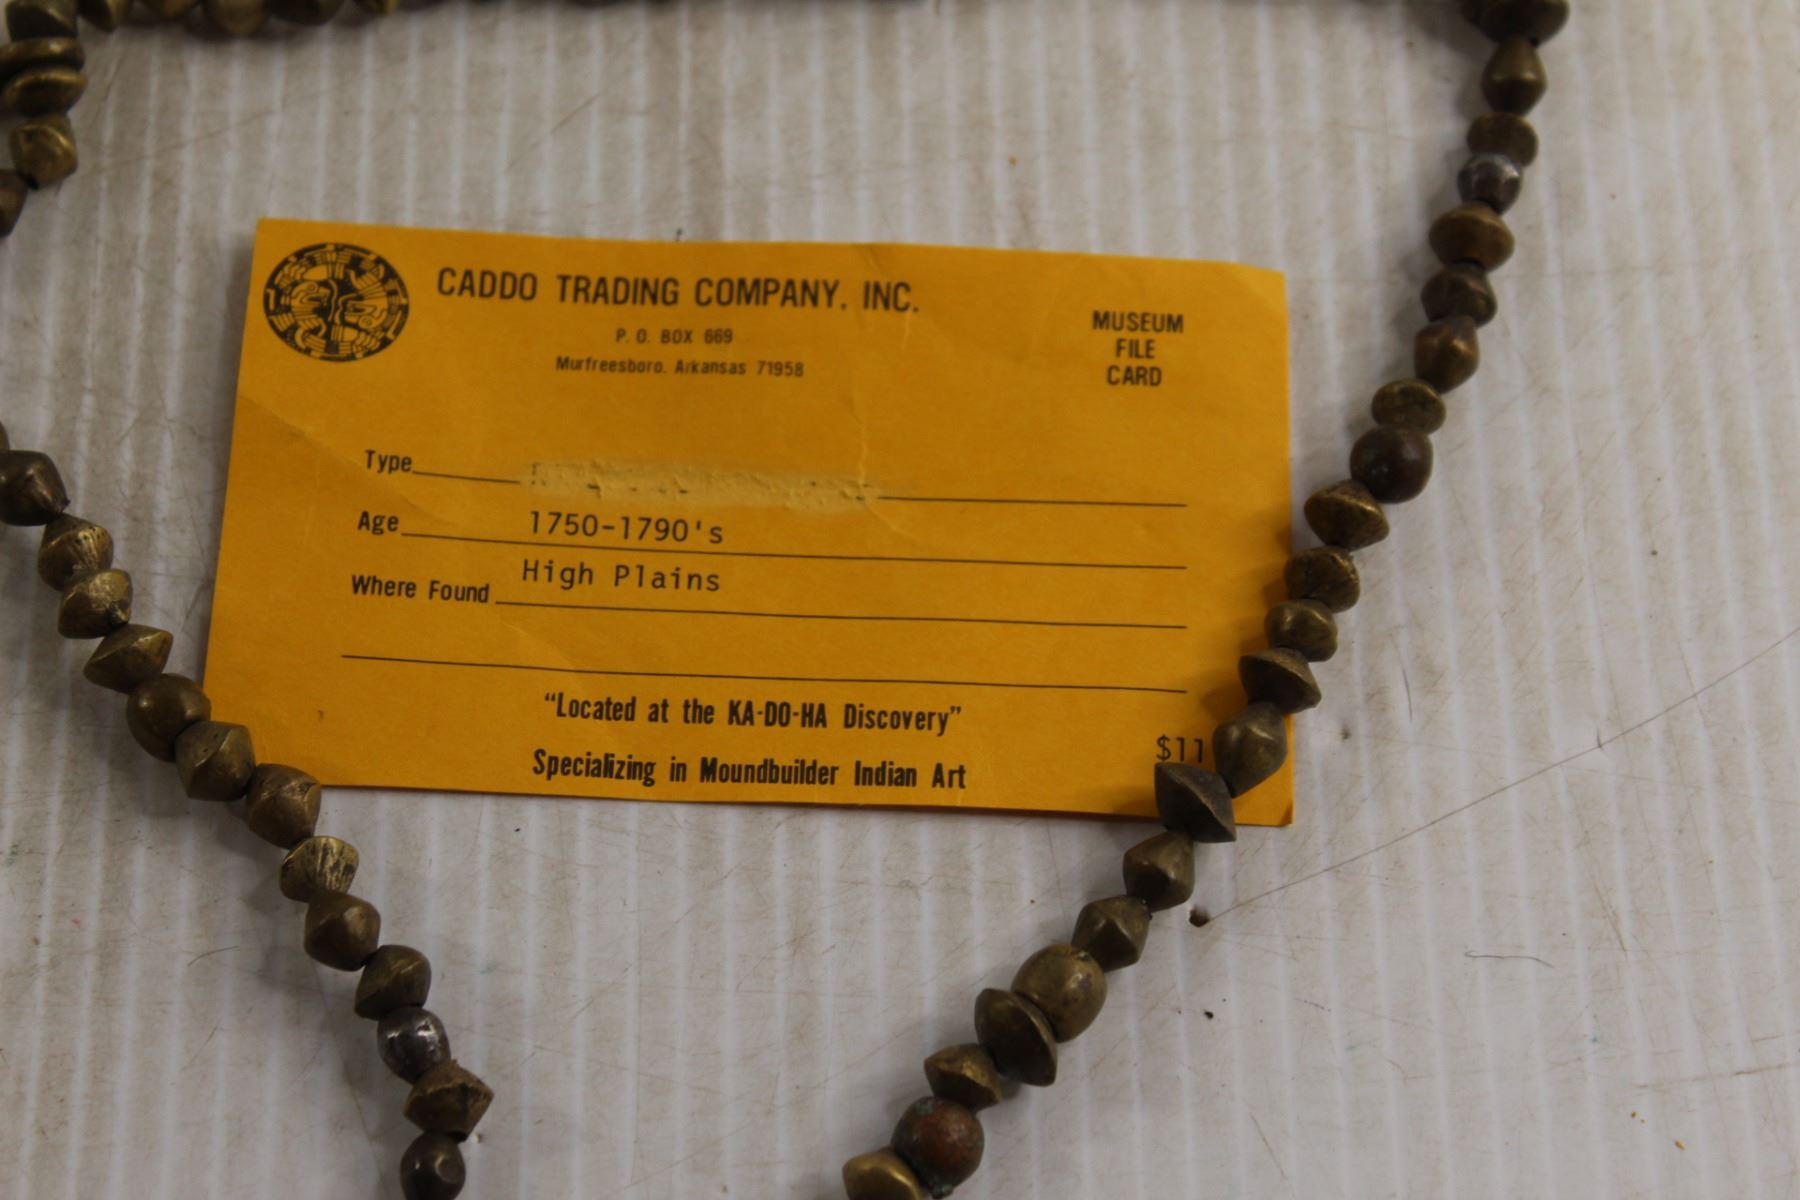 CADDO TRADING COMPANY, INC.
P. O. BOX 669
Murfreesboro, Arkansas 71958
MUSEUM
FILE
CARD
Type
Age 1750-1790's
Where Found High Plains
"Located at the KA-DO-HA Discovery"
Specializing in Moundbuilder Indian Art
$11